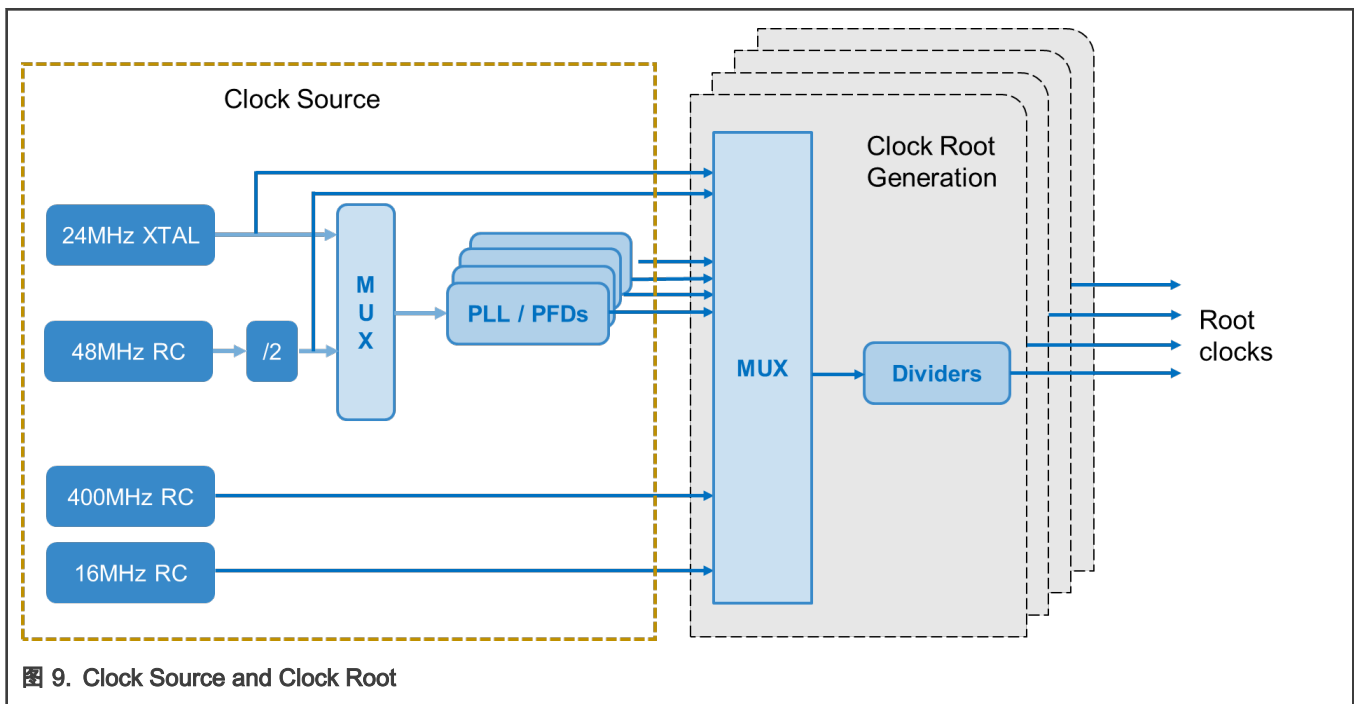 Clock Source
Clock Root
Generation
24MHz XTAL
M
U
X
PLL / PFDs
48MHz RC
/2
MUX
Dividers
Root
clocks
400MHz RC
16MHz RC
图 9. Clock Source and Clock Root